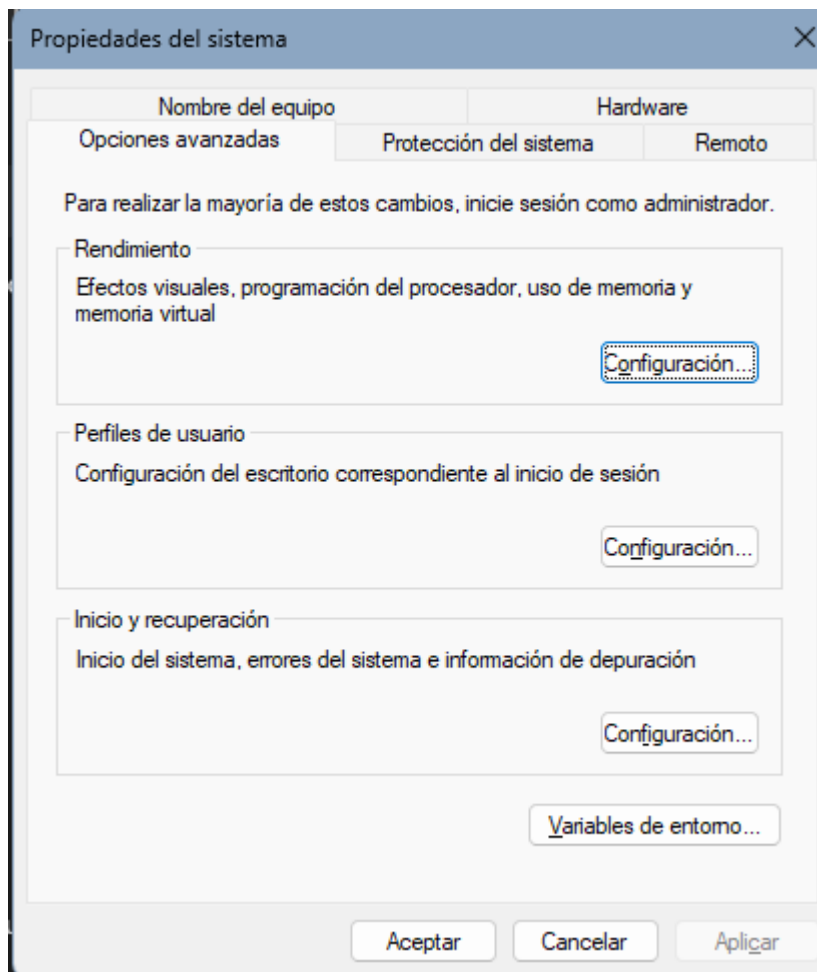 Propiedades del sistema
Nombre del equipo
Hardware
Opciones avanzadas
Protección del sistema
Remoto
Para realizar la mayoría de estos cambios, inicie sesión como administrador.
Rendimiento
Efectos visuales, programación del procesador, uso de memoria y
memoria virtual
Configuración...
Perfiles de usuario
Configuración del escritorio correspondiente al inicio de sesión
Configuración...
Inicio y recuperación
Inicio del sistema, errores del sistema e información de depuración
Configuración...
Variables de entorno...
Aceptar
Cancelar
Aplicar